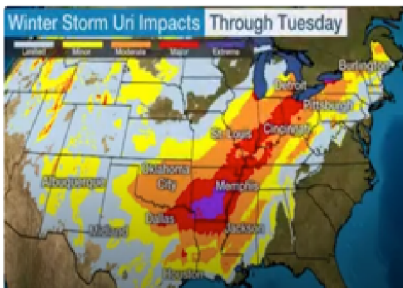 Winter Storm Uri Impacts Through Tuesday
Limited Minor Moderate Major Extreme
Burlington
Detroit
Pittsburgh
St. Louis Cincinnati
Oklahoma
City
Albuquerque
Memphis
Dallas
Midland Jackson
Houston